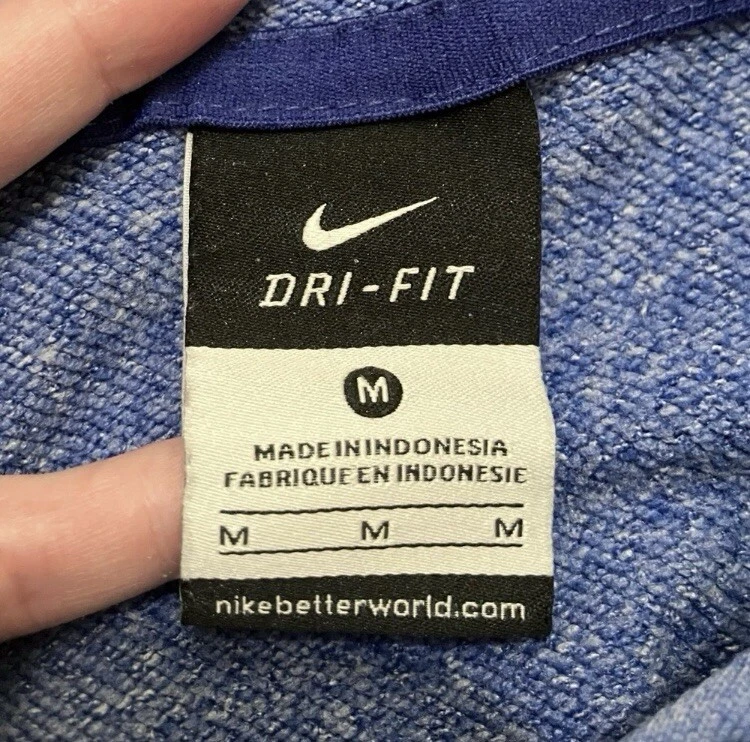 DRI-FIT
M
MADE IN INDONESIA
FABRIQUE EN INDONESIE
M M M
nikebetterworld.com